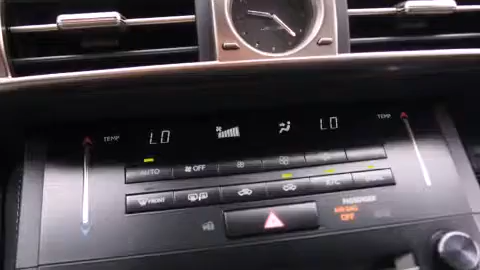 TEMP LO LO TEMP
AUTO OFF
FRONT A/C
PASSENGER
AIR BAG
OFF